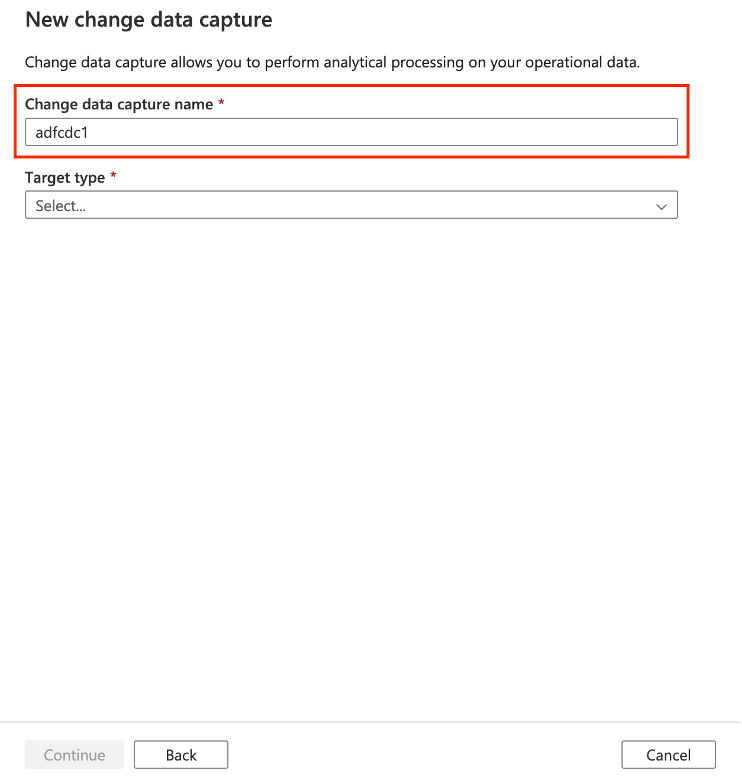 New change data capture
Change data capture allows you to perform analytical processing on your operational data.
Change data capture name *
adfcdc1
Target type *
Select...
Continue
Back
Cancel